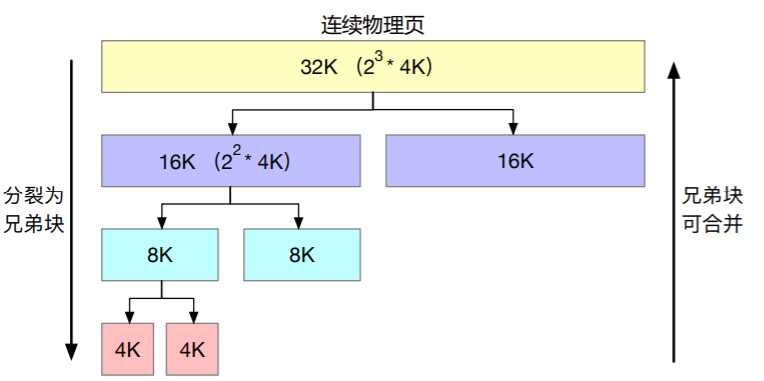 连续物理页
32K （2^3 * 4K）
16K （2^2 * 4K）
16K
分裂为
兄弟块
兄弟块
可合并
8K
8K
4K
4K